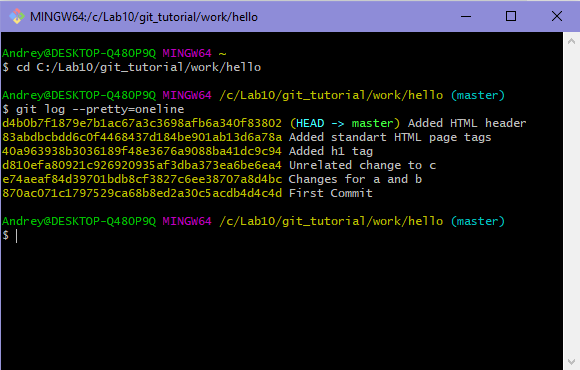 MINGW64:/c/Lab10/git_tutorial/work/hello
Andrey@DESKTOP-Q480P9Q MINGW64 ~
$ cd C:/Lab10/git_tutorial/work/hello
Andrey@DESKTOP-Q480P9Q MINGW64 /c/Lab10/git_tutorial/work/hello (master)
$ git log --pretty=oneline
d4b0b7f1879e7b1ac67a3c3698afb6a340f83802 (HEAD -> master) Added HTML header
83abdbcbdd6c0f4468437d184be901ab13d6a78a Added standart HTML page tags
40a963938b3036189f48e3676a9088ba41dc9c94 Added h1 tag
d810efa80921c926920935af3dba373ea6be6ea4 Unrelated change to c
e74aeaf84d39701bdb8cf3827c6ee38707a8d4bc Changes for a and b
870ac071c1797529ca68b8ed2a30c5acdb4d4c4d First Commit
Andrey@DESKTOP-Q480P9Q MINGW64 /c/Lab10/git_tutorial/work/hello (master)
$